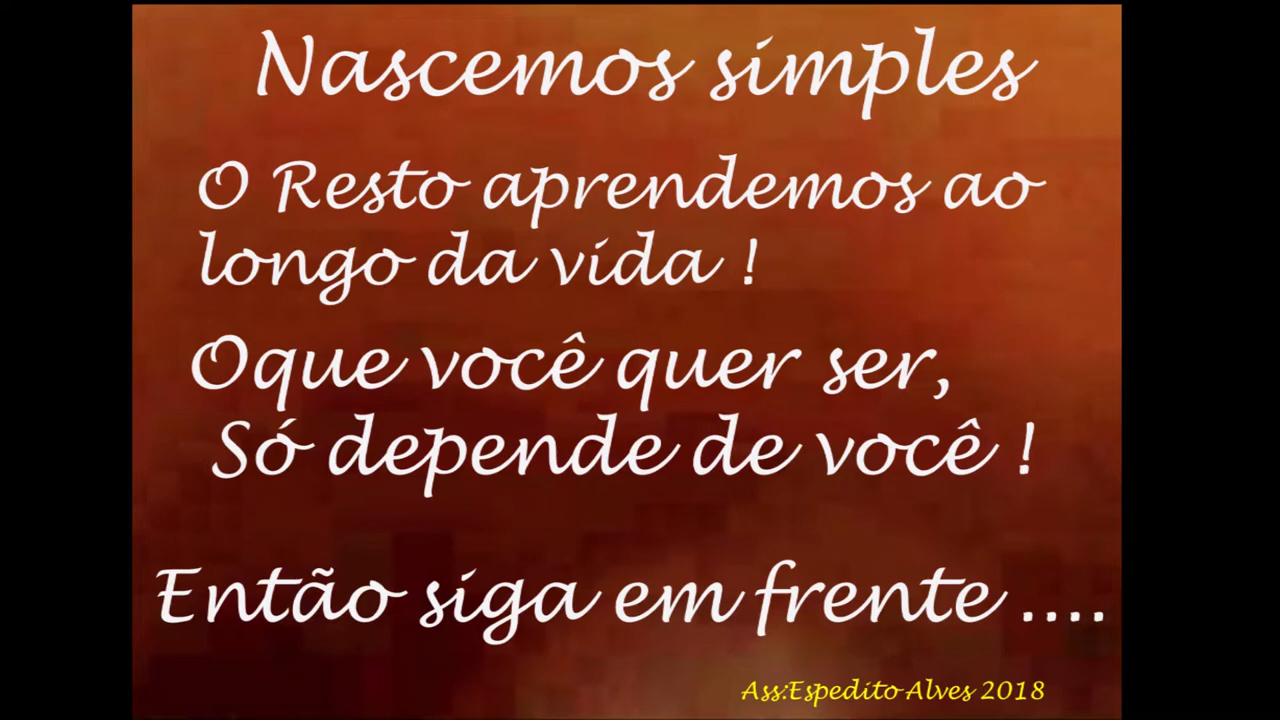 Nascemos simples
O Resto aprendemos ao
longo da vida !
Oque você quer ser,
Só depende de você !
Então siga em frente ....
Ass:Espedito Alves 2018